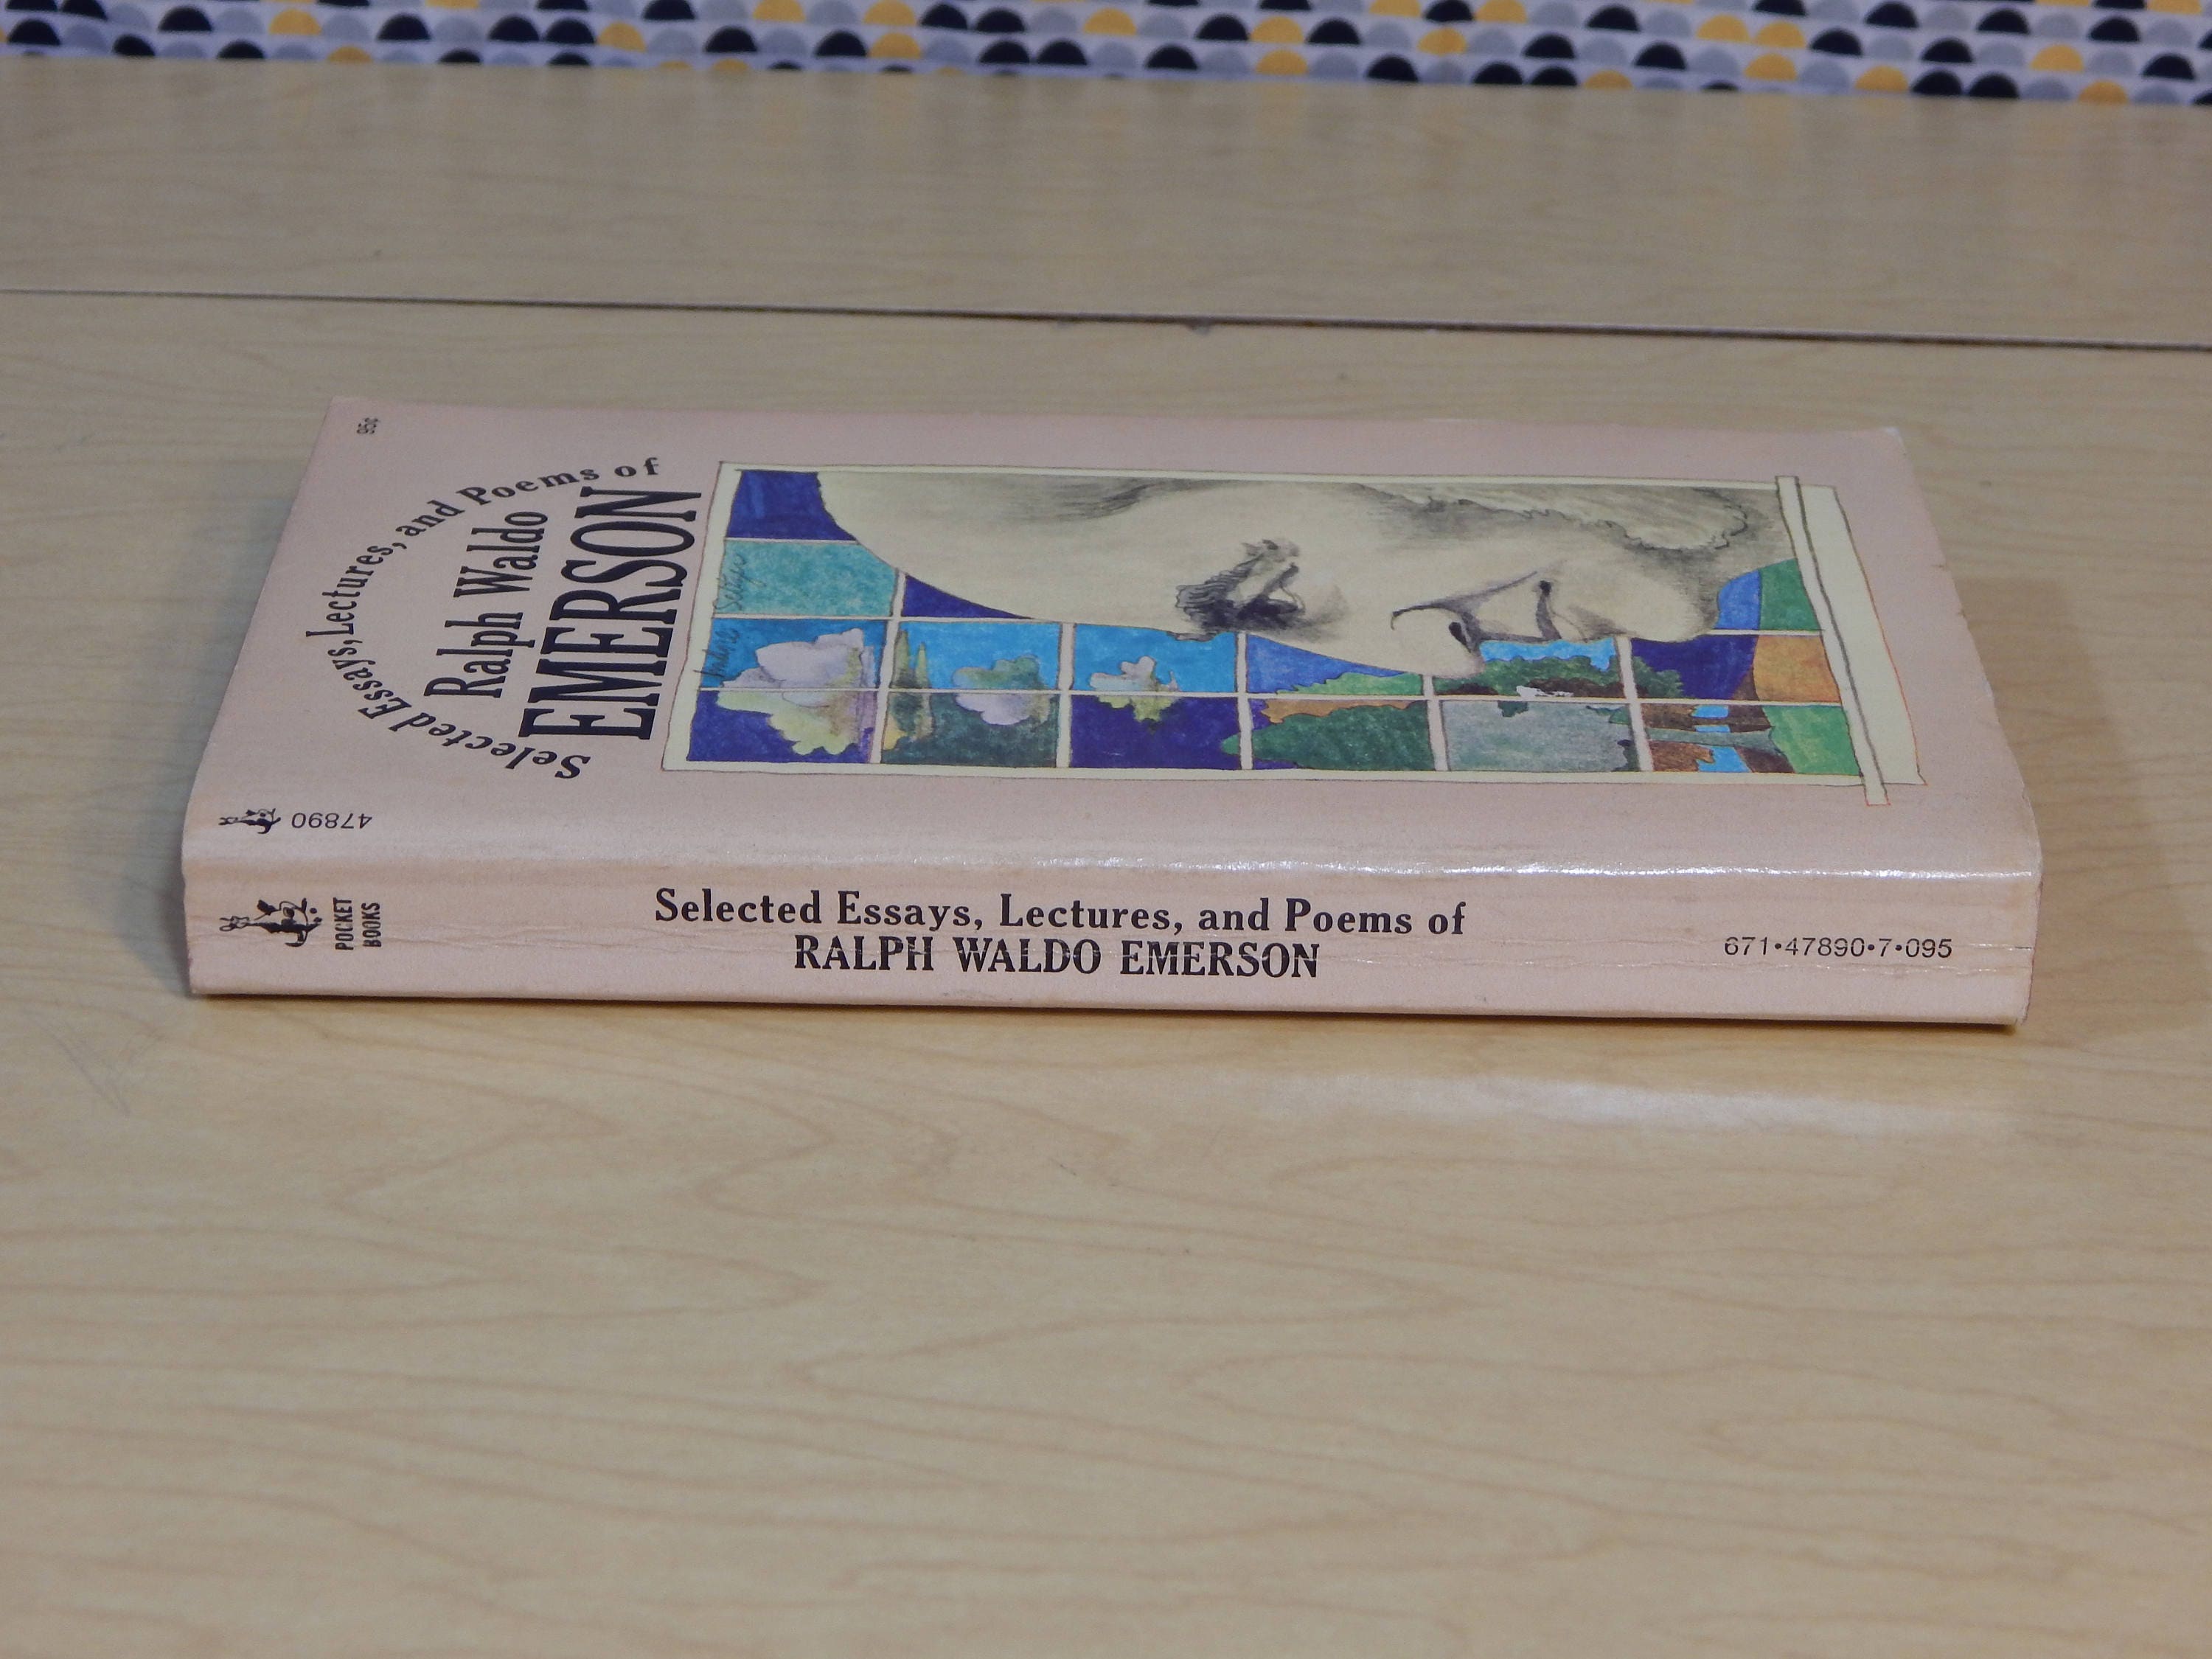 95¢
Selected Essays, Lectures, and Poems of
Ralph Waldo
EMERSON
47890
POCKET
BOOKS
Selected Essays, Lectures, and Poems of
RALPH WALDO EMERSON
671•47890•7•095